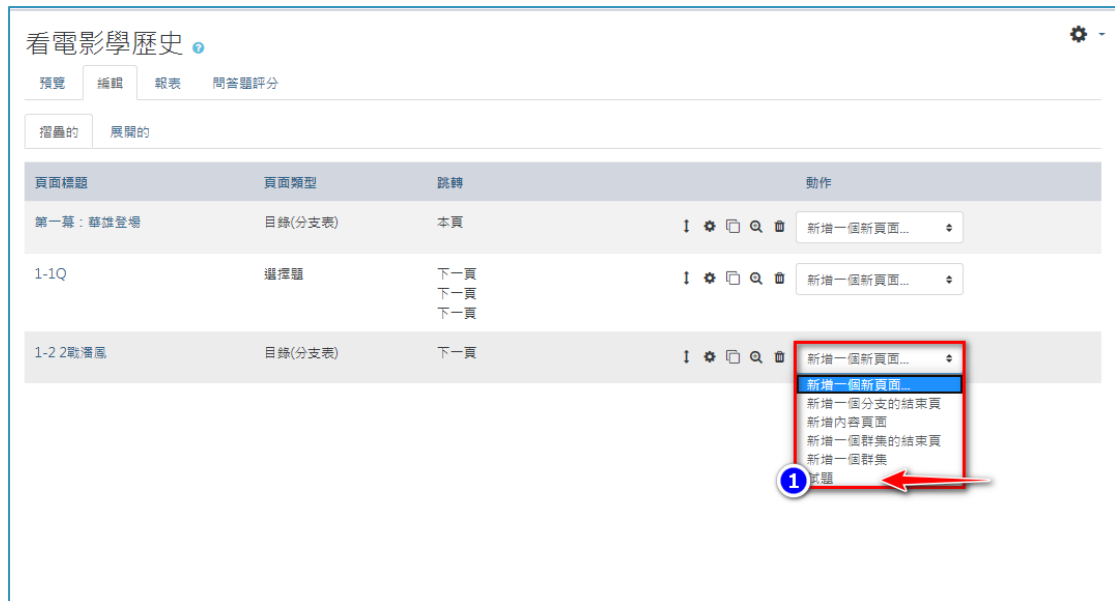 看電影學歷史
預覽 編輯 報表 問答題評分
摺疊的 展開的
頁面標題 頁面類型 跳轉 動作
第一幕：華雄登場 目錄(分支表) 本頁 新增一個新頁面...
1-1Q 選擇題 下一頁 新增一個新頁面...
下一頁
下一頁
1-2 2戰潘鳳 目錄(分支表) 下一頁 新增一個新頁面...
新增一個新頁面...
新增一個分支的結束頁
新增內容頁面
新增一個群集的結束頁
新增一個群集
1 試題